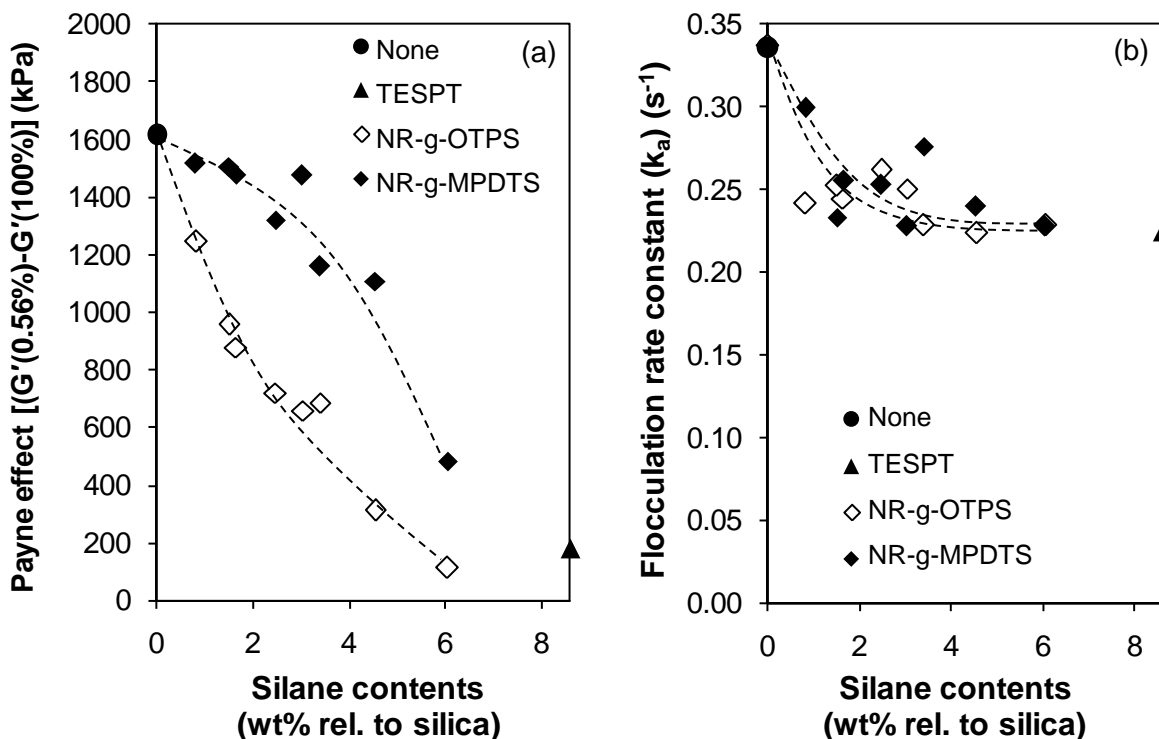 Payne effect [(G′(0.56%)-G′(100%)] (kPa)
2000
1800
1600
1400
1200
1000
800
600
400
200
0
(a)
None
TESPT
NR-g-OTPS
NR-g-MPDTS
0 2 4 6 8
Silane contents
(wt% rel. to silica)
Flocculation rate constant (kₐ) (s⁻¹)
0.35
0.30
0.25
0.20
0.15
0.10
0.05
0.00
(b)
None
TESPT
NR-g-OTPS
NR-g-MPDTS
0 2 4 6 8
Silane contents
(wt% rel. to silica)